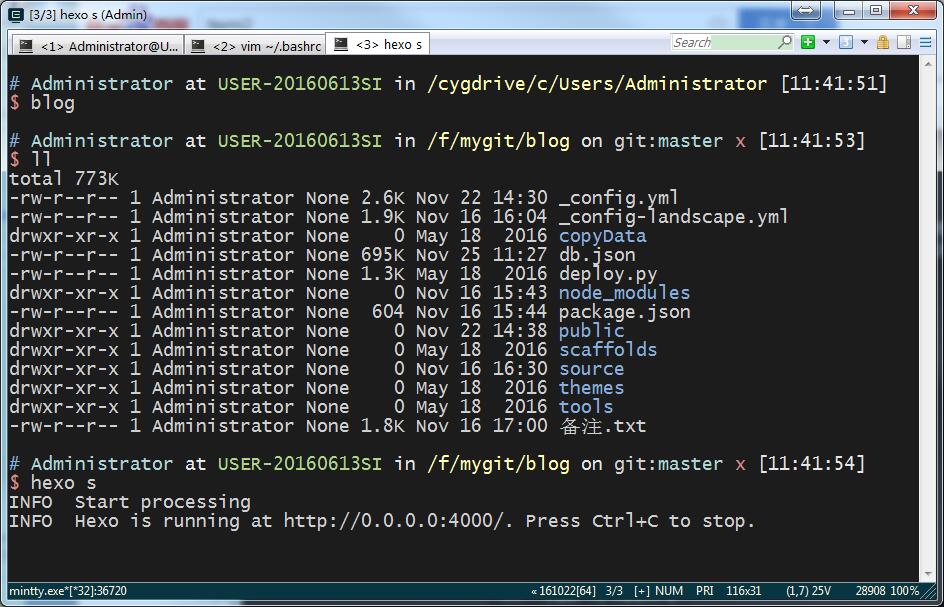 [3/3] hexo s (Admin)
<1> Administrator@U... <2> vim ~/.bashrc <3> hexo s Search
# Administrator at USER-20160613SI in /cygdrive/c/Users/Administrator [11:41:51]
$ blog
# Administrator at USER-20160613SI in /f/mygit/blog on git:master x [11:41:53]
$ ll
total 773K
-rw-r--r-- 1 Administrator None 2.6K Nov 22 14:30 _config.yml
-rw-r--r-- 1 Administrator None 1.9K Nov 16 16:04 _config-landscape.yml
drwxr-xr-x 1 Administrator None    0 May 18  2016 copyData
-rw-r--r-- 1 Administrator None 695K Nov 25 11:27 db.json
-rw-r--r-- 1 Administrator None 1.3K May 18  2016 deploy.py
drwxr-xr-x 1 Administrator None    0 Nov 16 15:43 node_modules
-rw-r--r-- 1 Administrator None  604 Nov 16 15:44 package.json
drwxr-xr-x 1 Administrator None    0 Nov 22 14:38 public
drwxr-xr-x 1 Administrator None    0 May 18  2016 scaffolds
drwxr-xr-x 1 Administrator None    0 Nov 16 16:30 source
drwxr-xr-x 1 Administrator None    0 May 18  2016 themes
drwxr-xr-x 1 Administrator None    0 May 18  2016 tools
-rw-r--r-- 1 Administrator None 1.8K Nov 16 17:00 备注.txt
# Administrator at USER-20160613SI in /f/mygit/blog on git:master x [11:41:54]
$ hexo s
INFO  Start processing
INFO  Hexo is running at http://0.0.0.0:4000/. Press Ctrl+C to stop.
mintty.exe*[*32]:36720 «161022[64] 3/3 [+] NUM PRI 116x31 (1,7) 25V 28908 100%